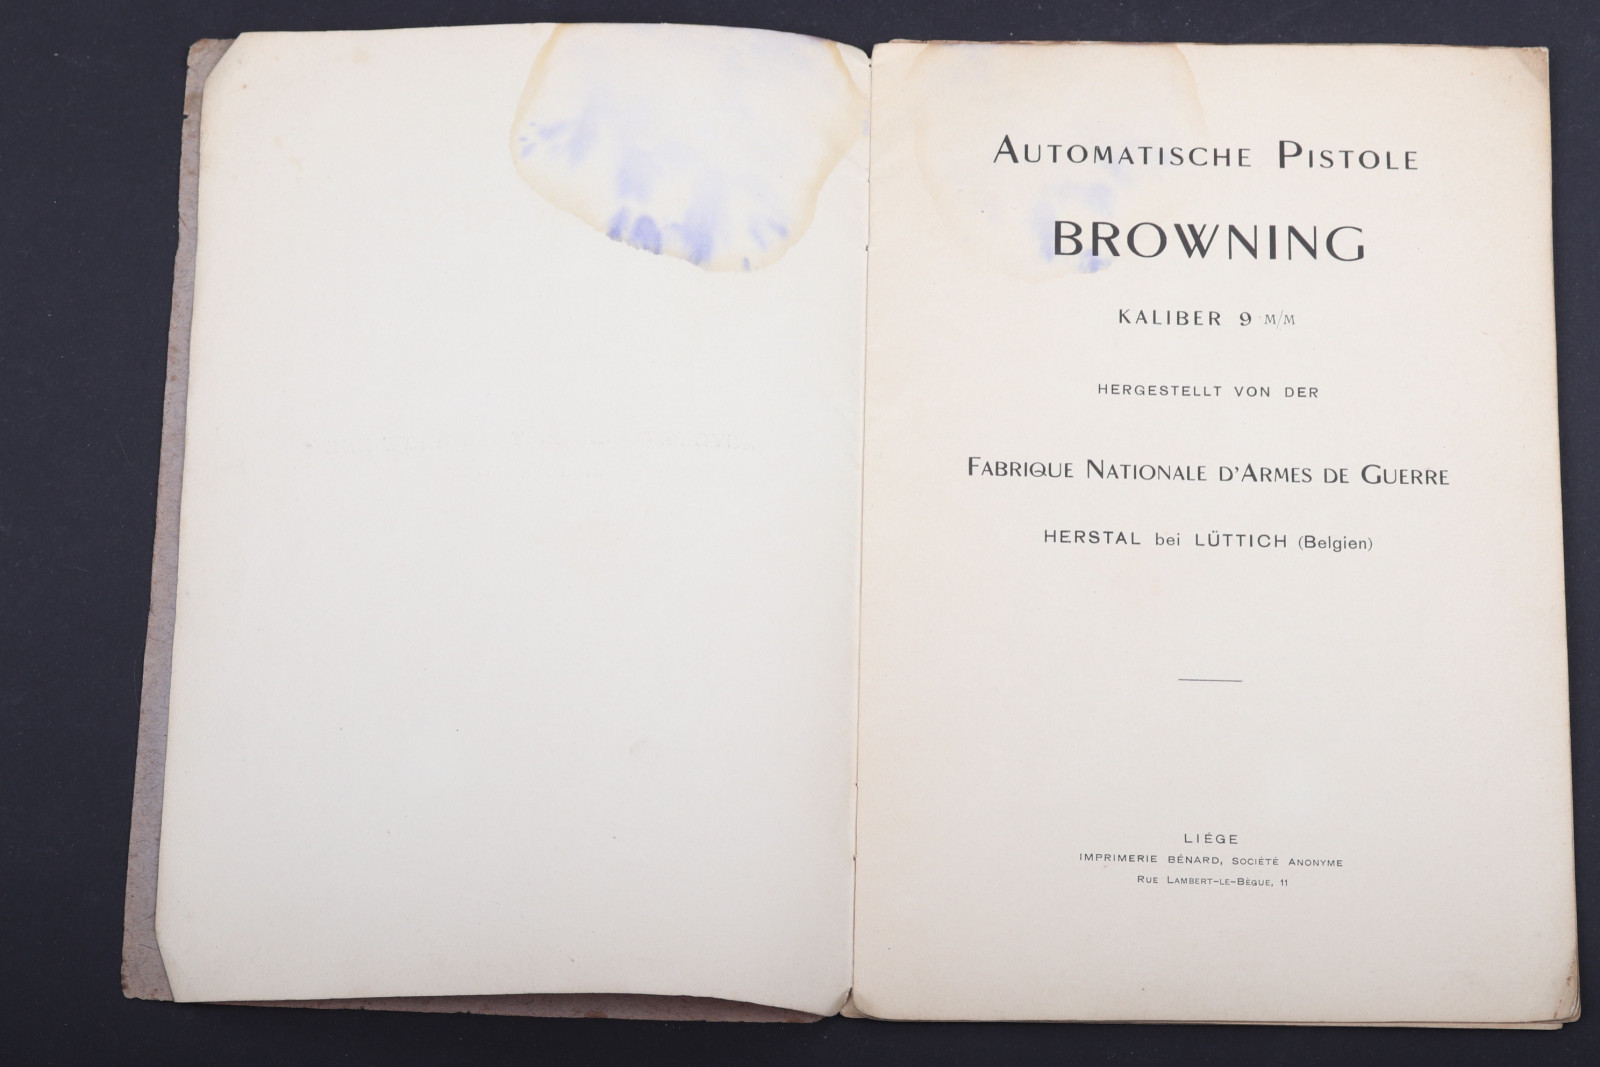 AUTOMATISCHE PISTOLE
BROWNING
KALIBER 9 M/M
HERGESTELLT VON DER
FABRIQUE NATIONALE D'ARMES DE GUERRE
HERSTAL bei LÜTTICH (Belgien)
LIÉGE
IMPRIMERIE BÉNARD, SOCIÉTÉ ANONYME
RUE LAMBERT-LE-BÈGUE, 11